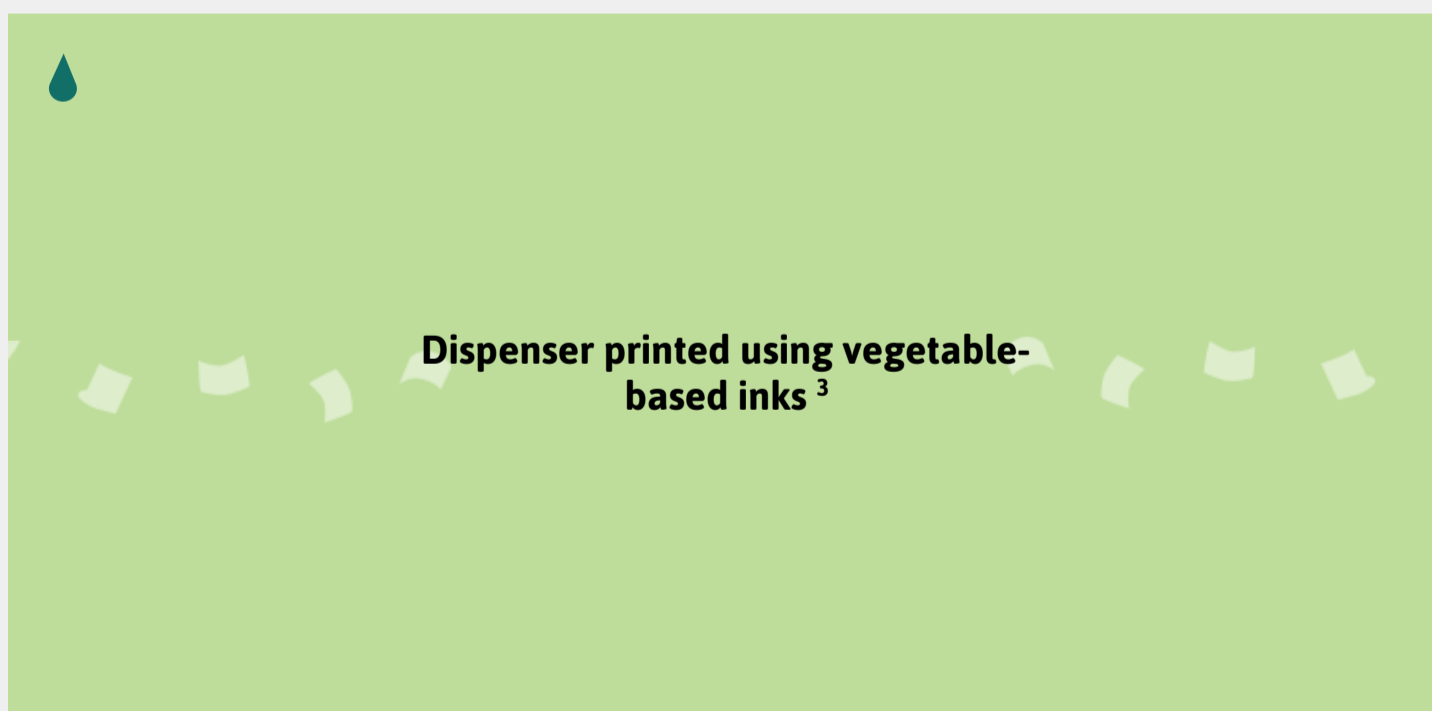 Dispenser printed using vegetable-
based inks ³